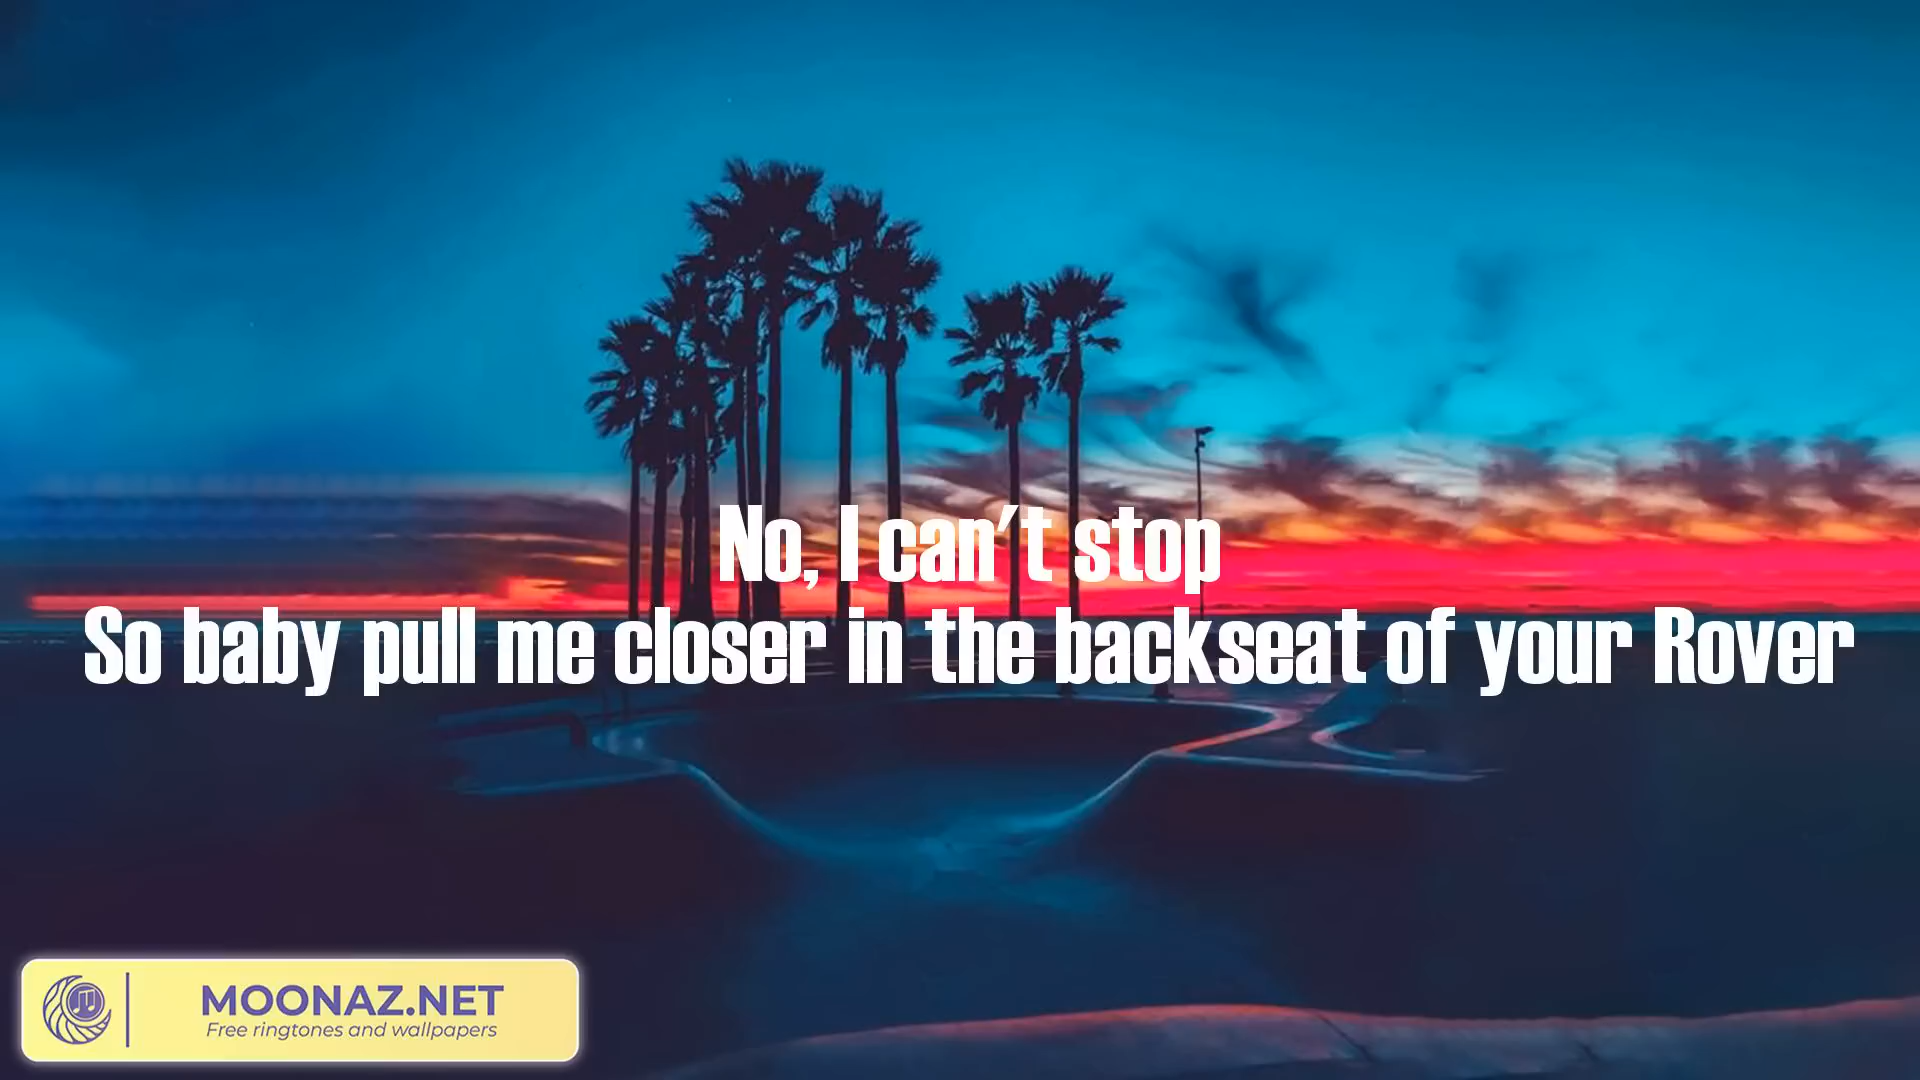 No, I can't stop
So baby pull me closer in the backseat of your Rover
MOONAZ.NET
Free ringtones and wallpapers